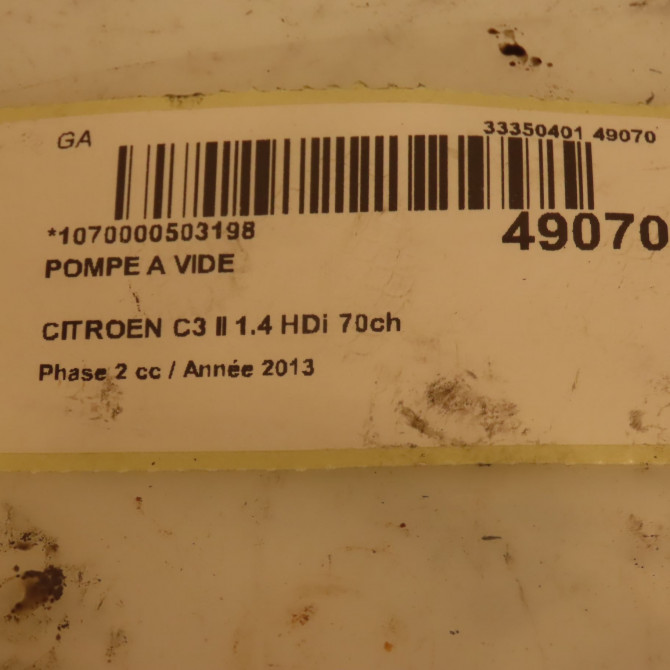 GA
33350401 49070
*1070000503198
49070
POMPE A VIDE
CITROEN C3 II 1.4 HDi 70ch
Phase 2 cc / Année 2013